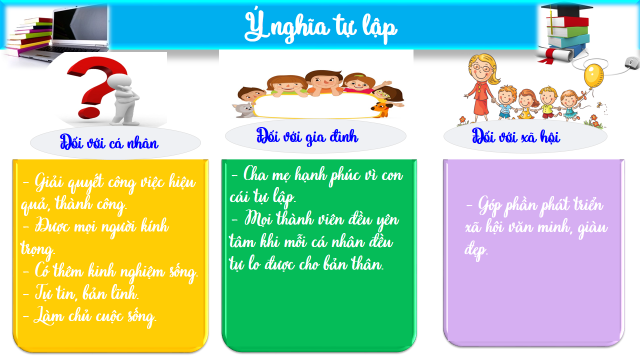 Ý nghĩa tự lập
Đối với cá nhân
- Giải quyết công việc hiệu
quả, thành công.
- Được mọi người kính
trọng.
- Có thêm kinh nghiệm sống.
- Tự tin, bản lĩnh.
- Làm chủ cuộc sống.
Đối với gia đình
- Cha mẹ hạnh phúc vì con
cái tự lập.
- Mọi thành viên đều yên
tâm khi mỗi cá nhân đều
tự lo được cho bản thân.
Đối với xã hội
- Góp phần phát triển
xã hội văn minh, giàu
đẹp.